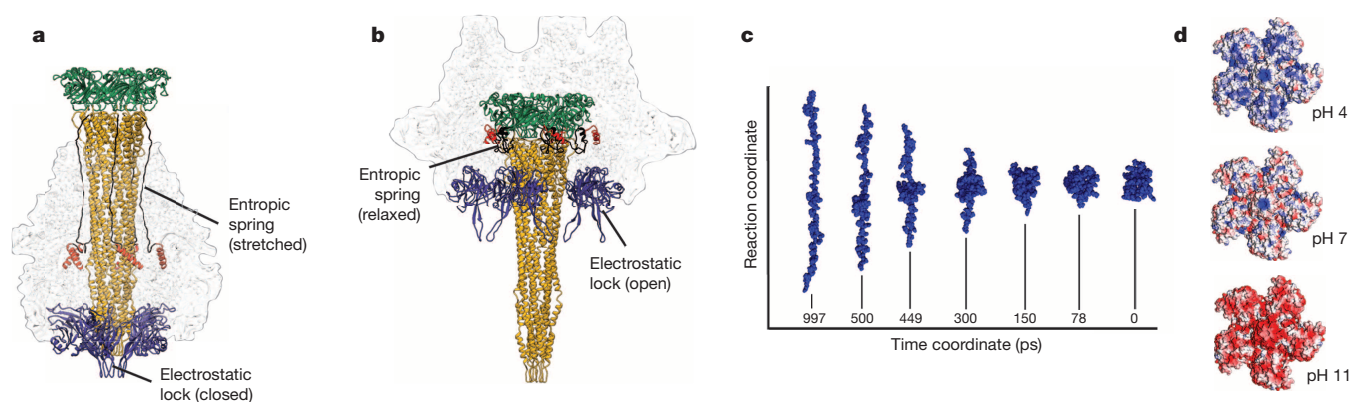 a
Entropic
spring
(stretched)
Electrostatic
lock (closed)
b
Entropic
spring
(relaxed)
Electrostatic
lock (open)
c
Reaction coordinate
997 500 449 300 150 78 0
Time coordinate (ps)
d
pH 4
pH 7
pH 11